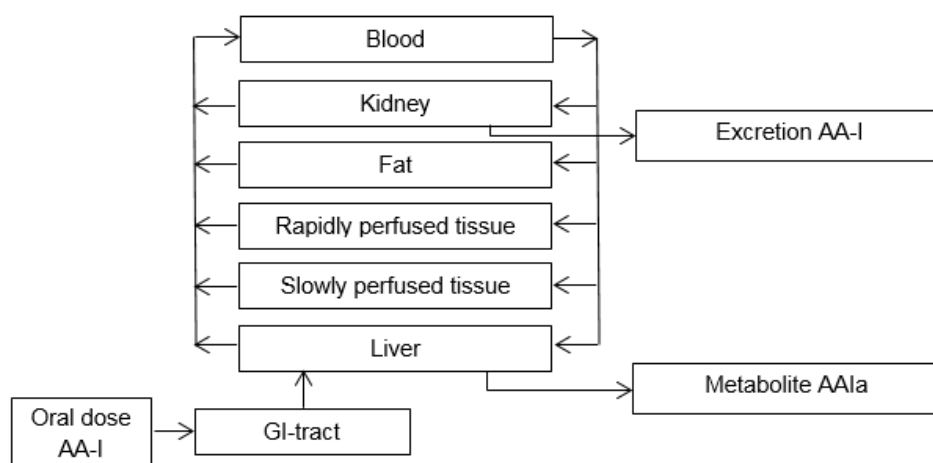 Blood
Kidney
Excretion AA-I
Fat
Rapidly perfused tissue
Slowly perfused tissue
Liver
Metabolite AAIa
Oral dose
AA-I
GI-tract